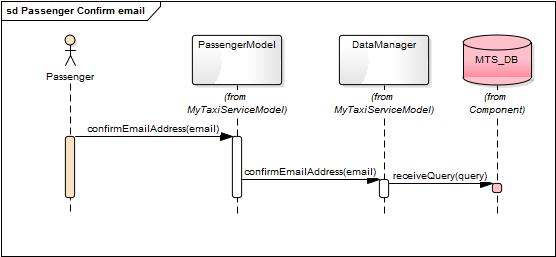 sd Passenger Confirm email
Passenger
PassengerModel
(from
MyTaxiServiceModel)
DataManager
(from
MyTaxiServiceModel)
MTS_DB
(from
Component)
confirmEmailAddress(email)
confirmEmailAddress(email)
receiveQuery(query)